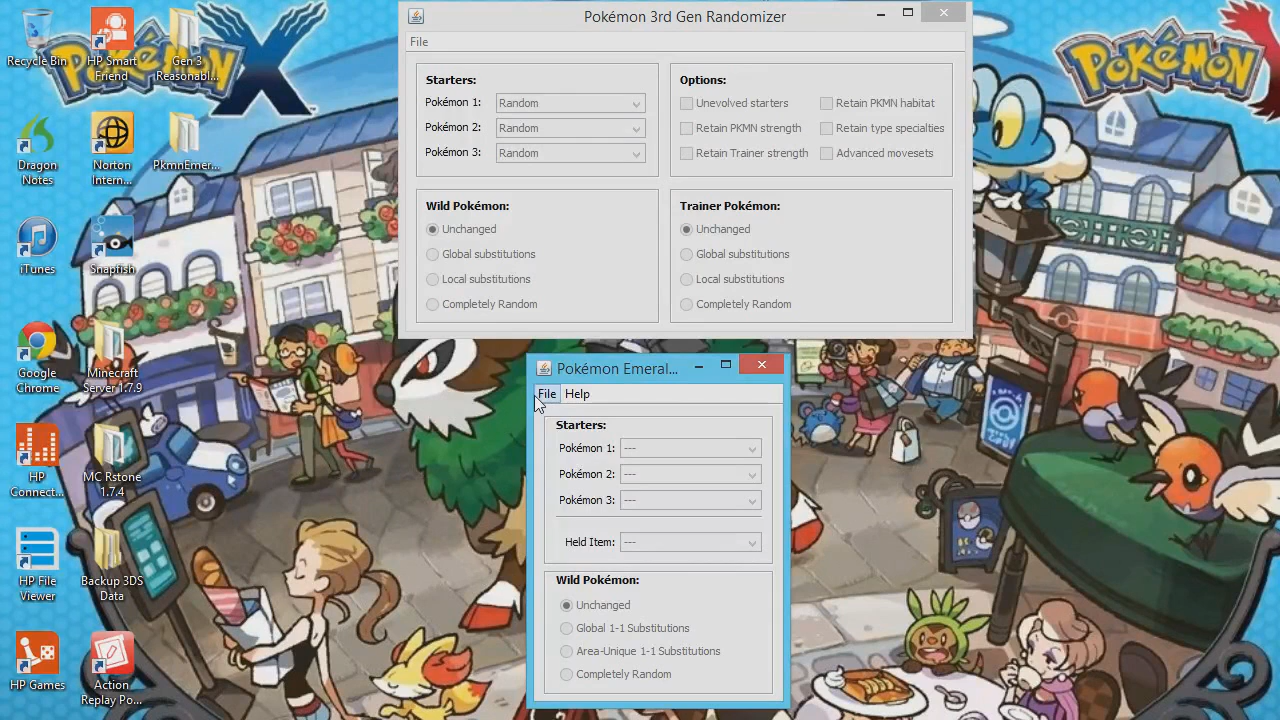 Pokémon 3rd Gen Randomizer
File
Starters:
Pokémon 1: Random
Pokémon 2: Random
Pokémon 3: Random
Options:
Unevolved starters
Retain PKMN habitat
Retain PKMN strength
Retain type specialties
Retain Trainer strength
Advanced movesets
Wild Pokémon:
Unchanged
Global substitutions
Local substitutions
Completely Random
Trainer Pokémon:
Unchanged
Global substitutions
Local substitutions
Completely Random
Pokémon Emeral...
File Help
Starters:
Pokémon 1: ---
Pokémon 2: ---
Pokémon 3: ---
Held Item: ---
Wild Pokémon:
Unchanged
Global 1-1 Substitutions
Area-Unique 1-1 Substitutions
Completely Random
Recycle Bin
HP Smart
Friend
Gen 3
Reasonabl...
Dragon
Notes
Norton
Intern...
PkmnEmer...
iTunes
Snapfish
Google
Chrome
Minecraft
Server 1.7.9
HP
Connect...
MC Rstone
1.7.4
HP File
Viewer
Backup 3DS
Data
HP Games
Action
Replay Po...
POKéMON
X
POKéMON